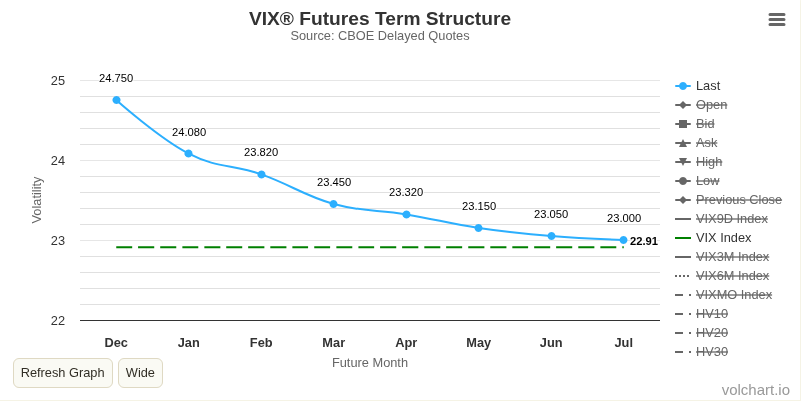 VIX® Futures Term Structure
Source: CBOE Delayed Quotes
25
24
23
22
Volatility
24.750
24.080
23.820
23.450
23.320
23.150
23.050
23.000
22.91
Dec
Jan
Feb
Mar
Apr
May
Jun
Jul
Future Month
Last
Open
Bid
Ask
High
Low
Previous Close
VIX9D Index
VIX Index
VIX3M Index
VIX6M Index
VIXMO Index
HV10
HV20
HV30
Refresh Graph
Wide
volchart.io